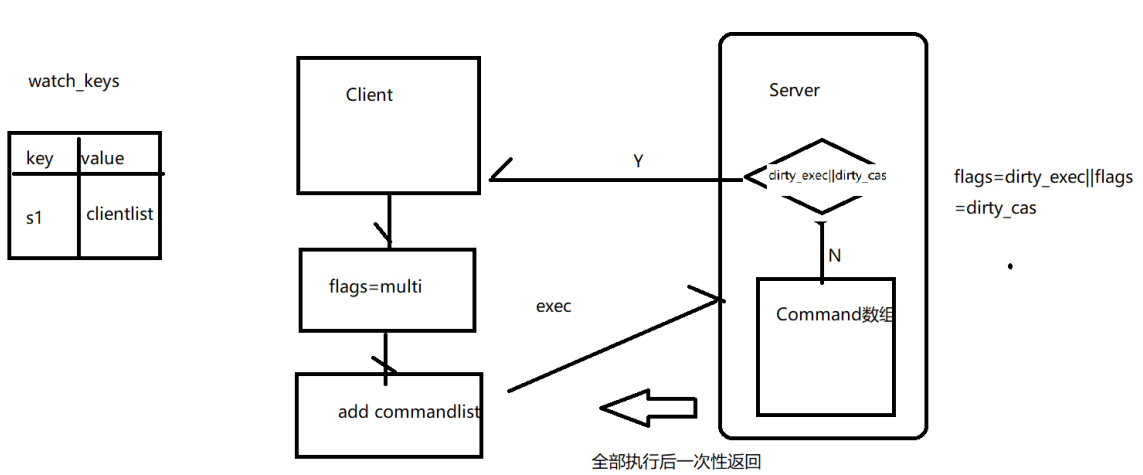 watch_keys
key value
s1 clientlist
Client
flags=multi
add commandlist
exec
Y
Server
dirty_exec||dirty_cas
N
Command数组
flags=dirty_exec||flags
=dirty_cas
全部执行后一次性返回